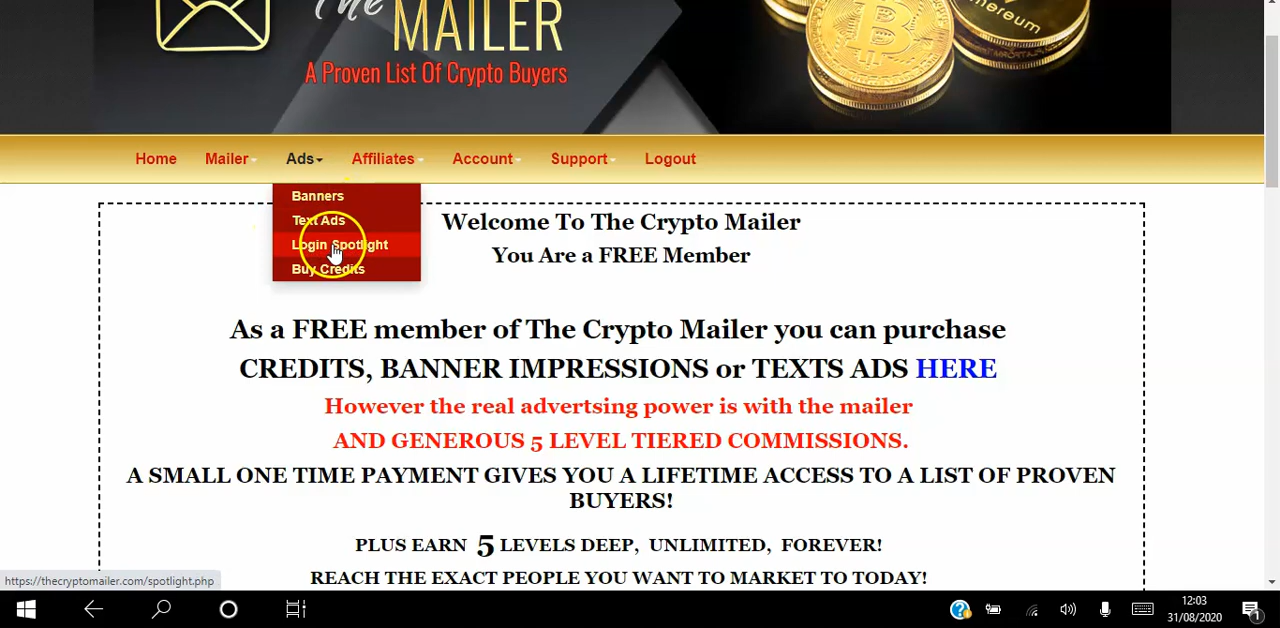 The
MAILER
A Proven List Of Crypto Buyers
ethereum
Home Mailer Ads Affiliates Account Support Logout
Banners
Text Ads
Login Spotlight
Buy Credits
Welcome To The Crypto Mailer
You Are a FREE Member
As a FREE member of The Crypto Mailer you can purchase
CREDITS, BANNER IMPRESSIONS or TEXTS ADS HERE
However the real advertsing power is with the mailer
AND GENEROUS 5 LEVEL TIERED COMMISSIONS.
A SMALL ONE TIME PAYMENT GIVES YOU A LIFETIME ACCESS TO A LIST OF PROVEN
BUYERS!
PLUS EARN 5 LEVELS DEEP, UNLIMITED, FOREVER!
REACH THE EXACT PEOPLE YOU WANT TO MARKET TO TODAY!
https://thecryptomailer.com/spotlight.php
12:03
31/08/2020
1